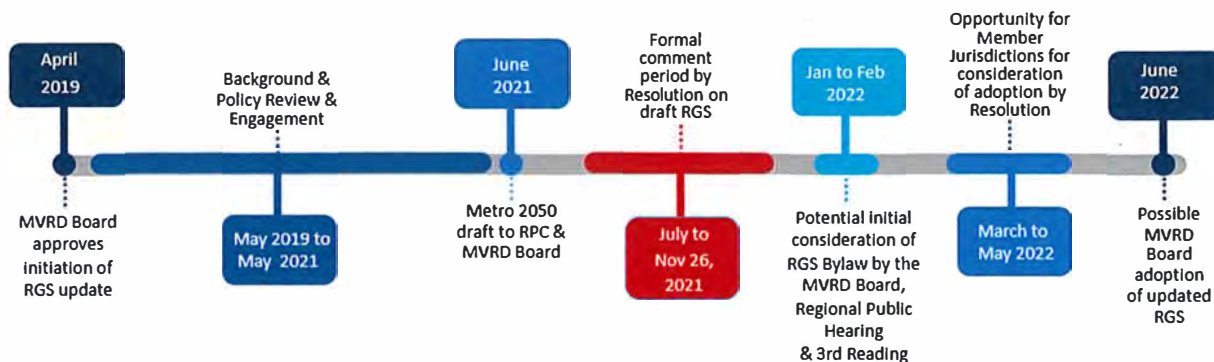 April
2019
MVRD Board
approves
initiation of
RGS update
Background &
Policy Review &
Engagement
May 2019 to
May 2021
June
2021
Metro 2050
draft to RPC &
MVRD Board
Formal
comment
period by
Resolution on
draft RGS
July to
Nov 26,
2021
Jan to Feb
2022
Potential initial
consideration of
RGS Bylaw by the
MVRD Board,
Regional Public
Hearing
& 3rd Reading
Opportunity for
Member
Jurisdictions for
consideration
of adoption by
Resolution
March to
May 2022
June
2022
Possible
MVRD
Board
adoption
of updated
RGS